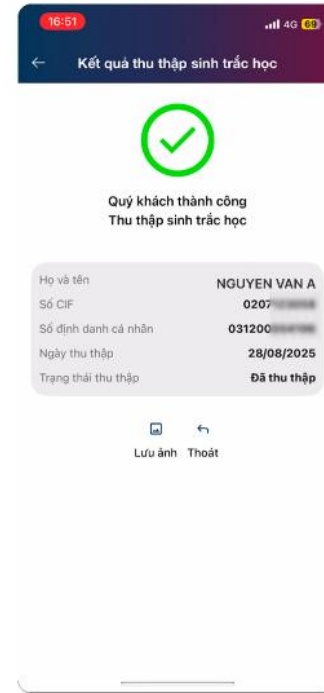 16:51
4G 69
Kết quả thu thập sinh trắc học
Quý khách thành công
Thu thập sinh trắc học
Họ và tên NGUYEN VAN A
Số CIF 0207
Số định danh cá nhân 031200
Ngày thu thập 28/08/2025
Trạng thái thu thập Đã thu thập
Lưu ảnh Thoát